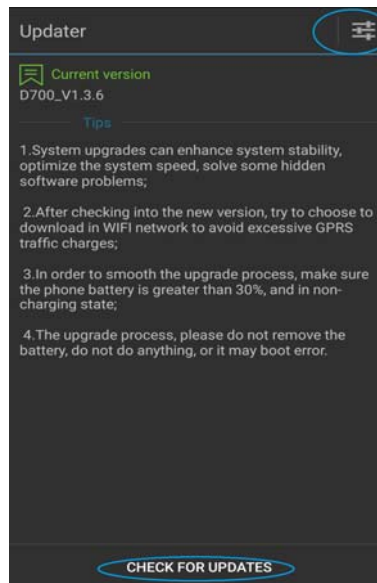 Updater
Current version
D700_V1.3.6
Tips
1.System upgrades can enhance system stability,
optimize the system speed, solve some hidden
software problems;
2.After checking into the new version, try to choose to
download in WIFI network to avoid excessive GPRS
traffic charges;
3.In order to smooth the upgrade process, make sure
the phone battery is greater than 30%, and in non-
charging state;
4.The upgrade process, please do not remove the
battery, do not do anything, or it may boot error.
CHECK FOR UPDATES